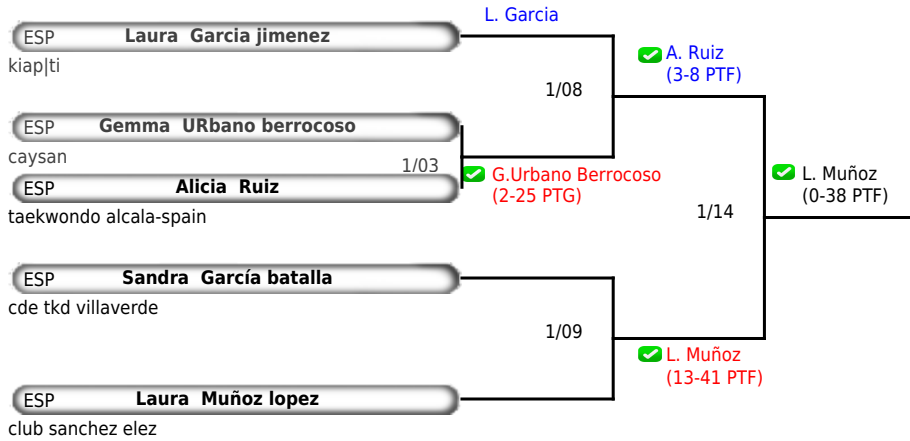 L. Garcia
ESP Laura Garcia jimenez
kiap|ti
A. Ruiz
(3-8 PTF)
1/08
ESP Gemma URbano berrocoso
caysan
1/03
G.Urbano Berrocoso
(2-25 PTG)
ESP Alicia Ruiz
taekwondo alcala-spain
L. Muñoz
(0-38 PTF)
1/14
ESP Sandra García batalla
cde tkd villaverde
1/09
L. Muñoz
(13-41 PTF)
ESP Laura Muñoz lopez
club sanchez elez